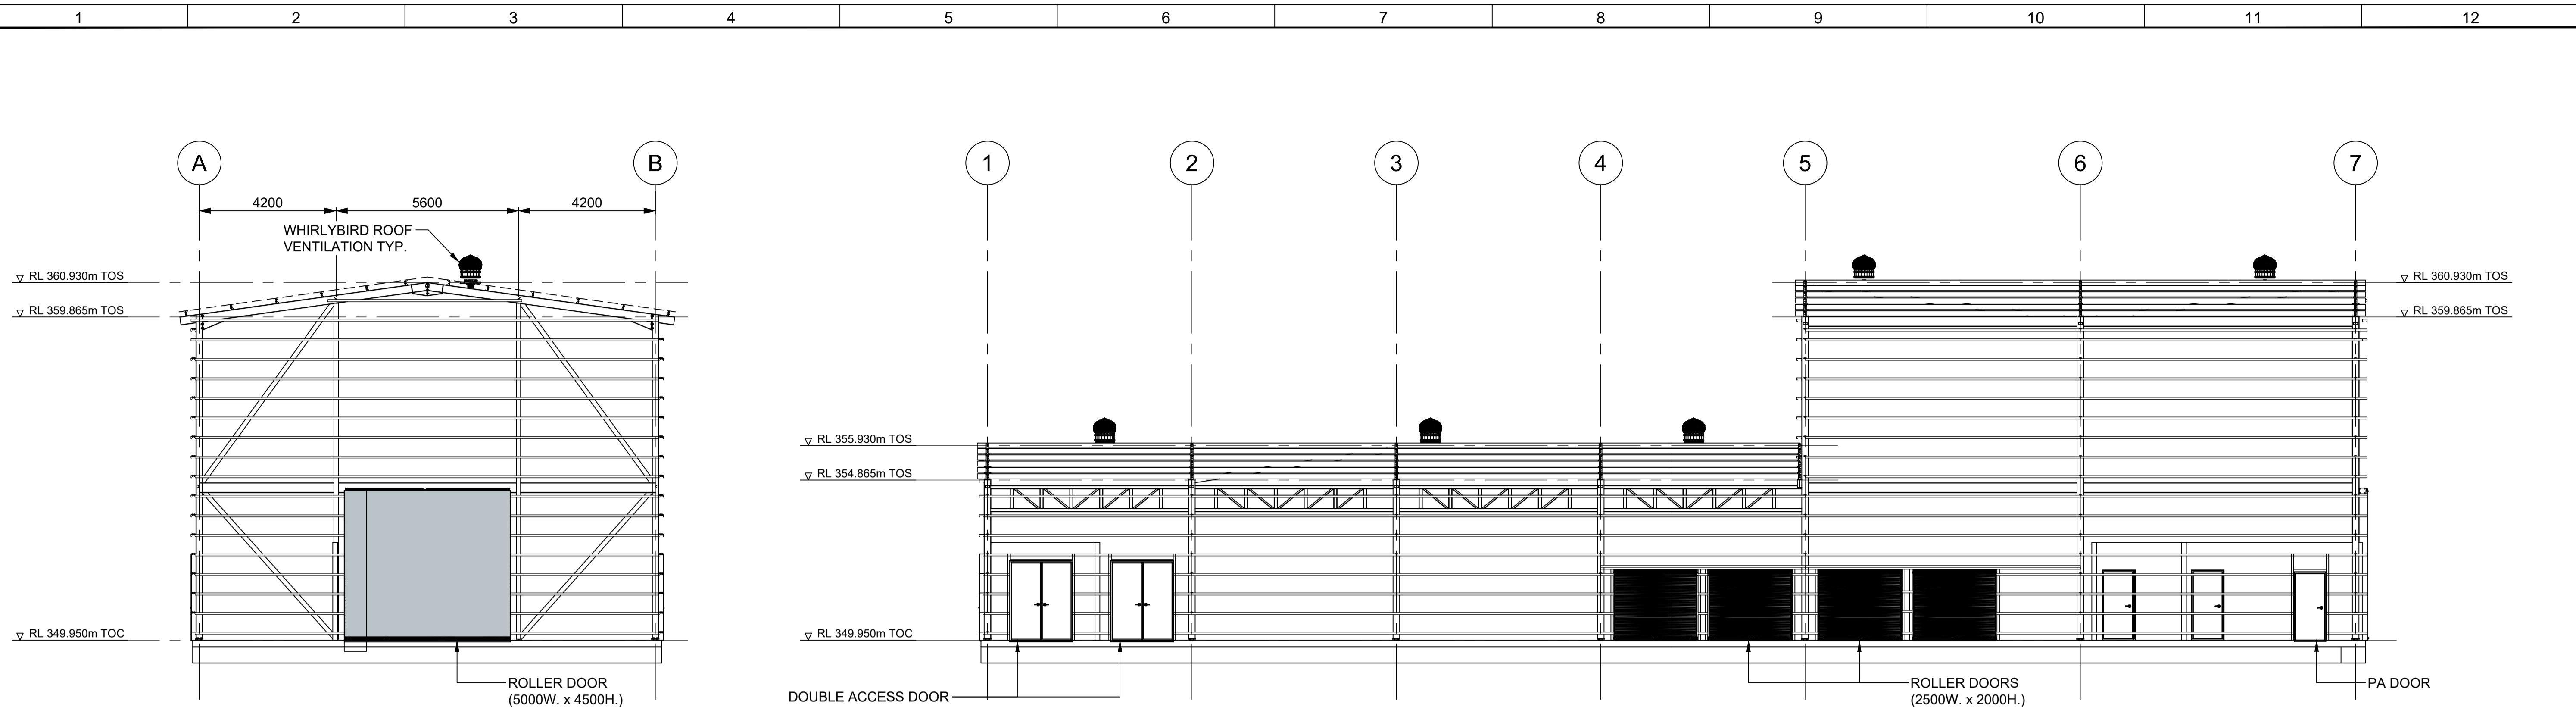 1 2 3 4 5 6 7 8 9 10 11 12
A B 1 2 3 4 5 6 7
4200 5600 4200
WHIRLYBIRD ROOF
VENTILATION TYP.
RL 360.930m TOS
RL 359.865m TOS
RL 349.950m TOC
ROLLER DOOR
(5000W. x 4500H.)
RL 355.930m TOS
RL 354.865m TOS
RL 349.950m TOC
DOUBLE ACCESS DOOR
ROLLER DOORS
(2500W. x 2000H.)
PA DOOR
RL 360.930m TOS
RL 359.865m TOS